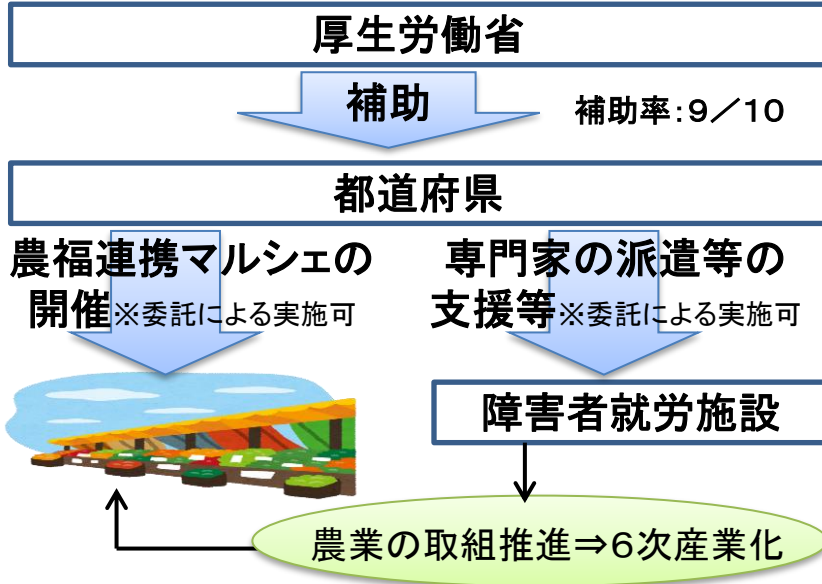 厚生労働省
補助
補助率:9/10
都道府県
農福連携マルシェの
開催※委託による実施可
専門家の派遣等の
支援等※委託による実施可
障害者就労施設
農業の取組推進⇒6次産業化